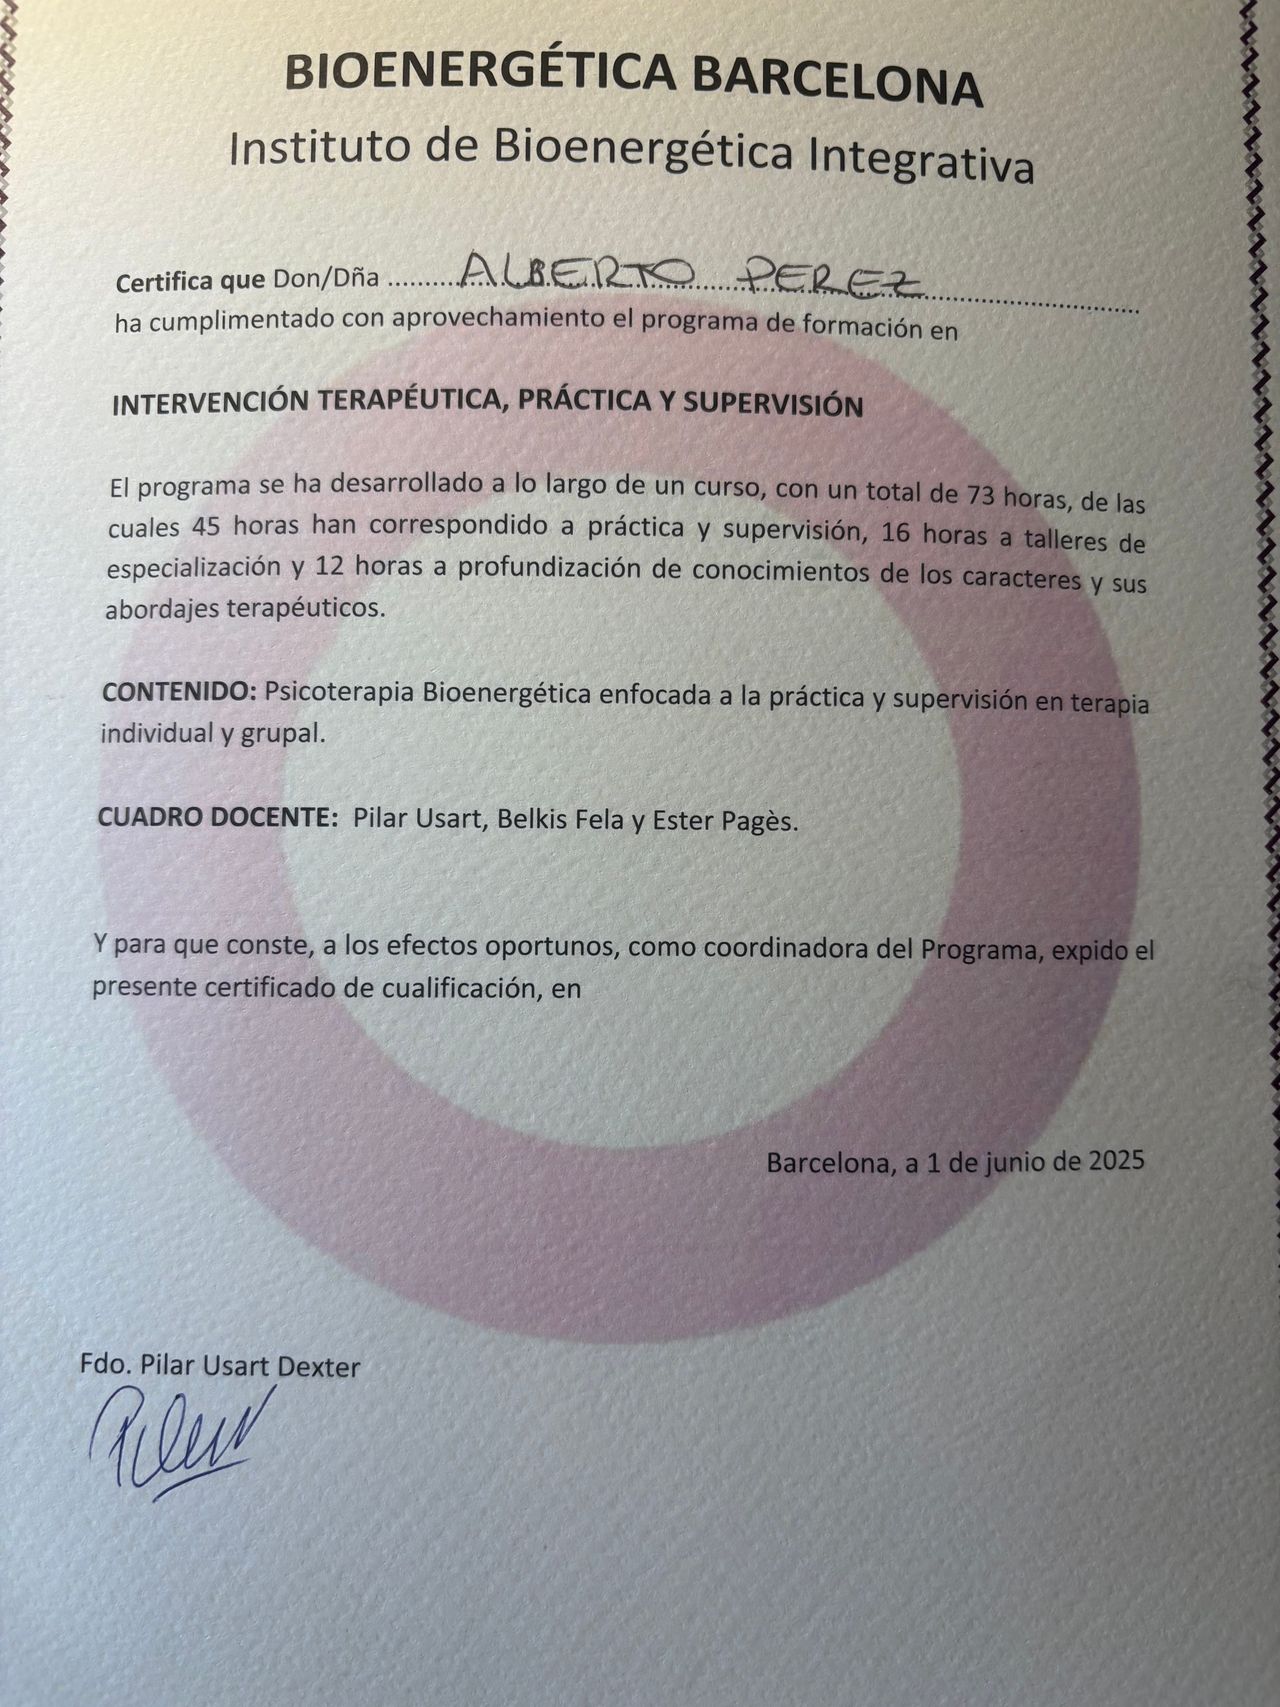 BIOENERGÉTICA BARCELONA
Instituto de Bioenergética Integrativa
Certifica que Don/Dña ..........ALBERTO PEREZ..........
ha cumplimentado con aprovechamiento el programa de formación en
INTERVENCIÓN TERAPÉUTICA, PRÁCTICA Y SUPERVISIÓN
El programa se ha desarrollado a lo largo de un curso, con un total de 73 horas, de las
cuales 45 horas han correspondido a práctica y supervisión, 16 horas a talleres de
especialización y 12 horas a profundización de conocimientos de los caracteres y sus
abordajes terapéuticos.
CONTENIDO: Psicoterapia Bioenergética enfocada a la práctica y supervisión en terapia
individual y grupal.
CUADRO DOCENTE: Pilar Usart, Belkis Fela y Ester Pagès.
Y para que conste, a los efectos oportunos, como coordinadora del Programa, expido el
presente certificado de cualificación, en
Barcelona, a 1 de junio de 2025
Fdo. Pilar Usart Dexter